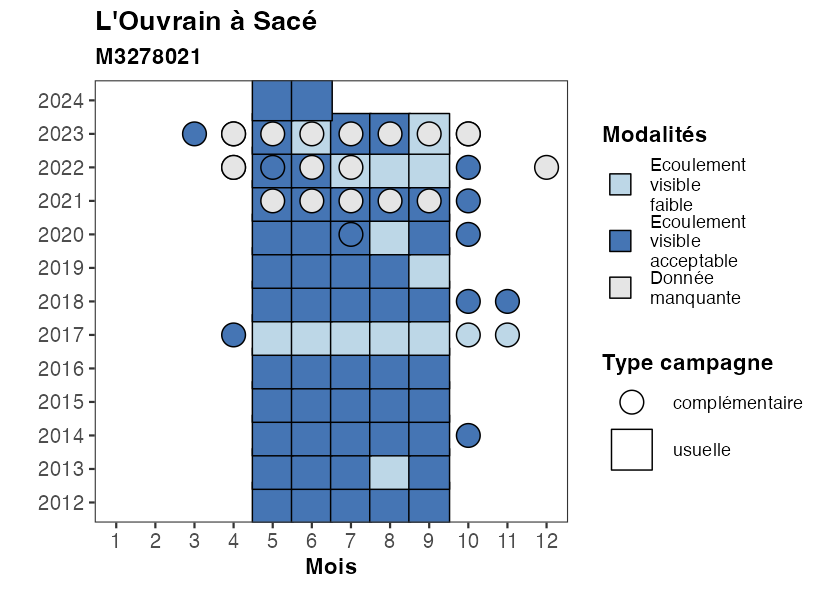 L'Ouvrain à Sacé
M3278021
2024
2023
2022
2021
2020
2019
2018
2017
2016
2015
2014
2013
2012
1 2 3 4 5 6 7 8 9 10 11 12
Mois
Modalités
Ecoulement
visible
faible
Ecoulement
visible
acceptable
Donnée
manquante
Type campagne
complémentaire
usuelle